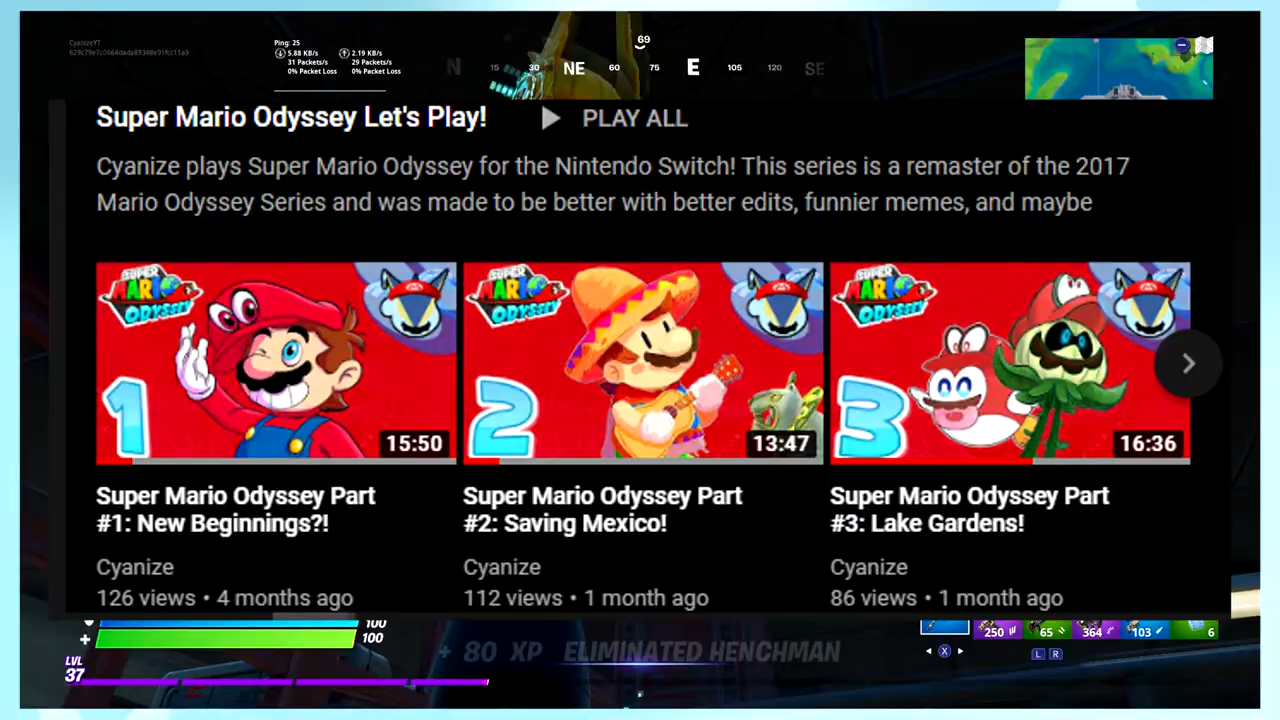 CyanizeYT
Ping: 25
5.88 KB/s 2.19 KB/s
31 Packets/s 29 Packets/s
0% Packet Loss 0% Packet Loss
69
N 15 30 NE 60 75 E 105 120 SE
Super Mario Odyssey Let's Play! PLAY ALL
Cyanize plays Super Mario Odyssey for the Nintendo Switch! This series is a remaster of the 2017
Mario Odyssey Series and was made to be better with better edits, funnier memes, and maybe
SUPER MARIO ODYSSEY
1
15:50
SUPER MARIO ODYSSEY
2
13:47
SUPER MARIO ODYSSEY
3
16:36
Super Mario Odyssey Part
#1: New Beginnings?!
Cyanize
126 views • 4 months ago
Super Mario Odyssey Part
#2: Saving Mexico!
Cyanize
112 views • 1 month ago
Super Mario Odyssey Part
#3: Lake Gardens!
Cyanize
86 views • 1 month ago
100
100
LVL
37
+ 80 XP ELIMINATED HENCHMAN
250 65 364 103 6
X L R